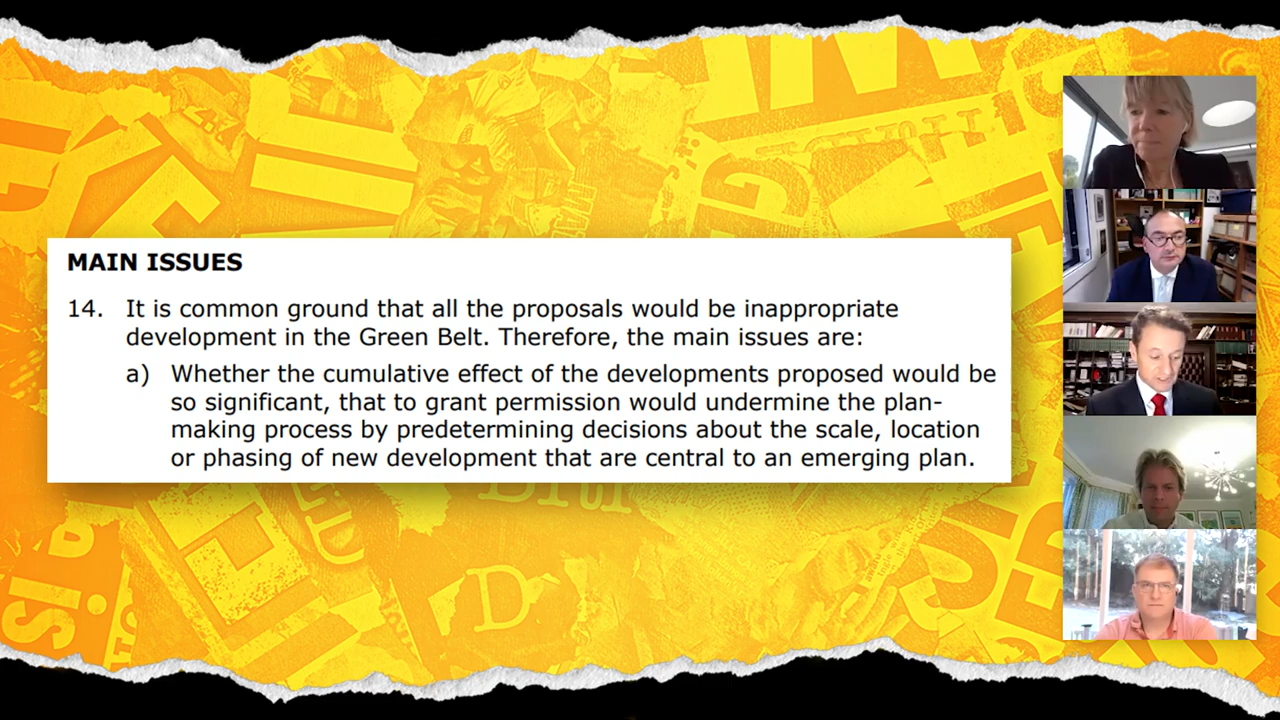 MAIN ISSUES
14. It is common ground that all the proposals would be inappropriate
development in the Green Belt. Therefore, the main issues are:
a) Whether the cumulative effect of the developments proposed would be
so significant, that to grant permission would undermine the plan-
making process by predetermining decisions about the scale, location
or phasing of new development that are central to an emerging plan.